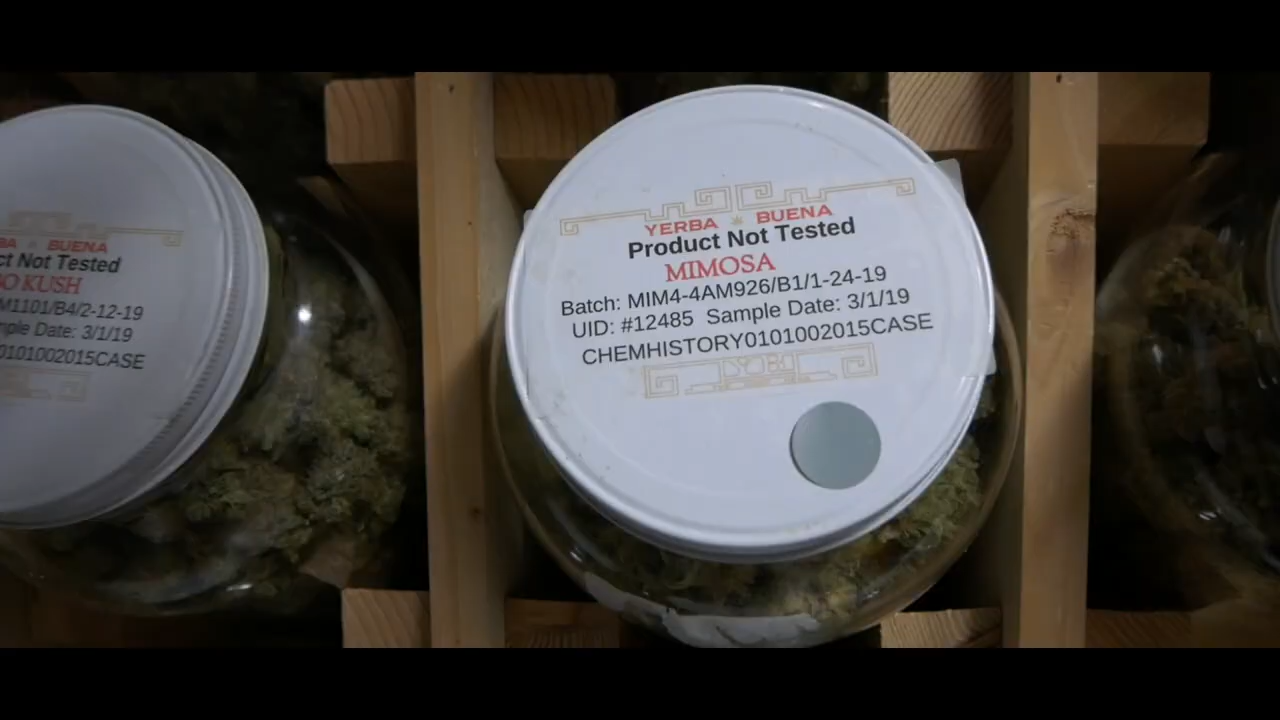 BUENA
ct Not Tested
O KUSH
M1101/B4/2-12-19
mple Date: 3/1/19
0101002015CASE
YERBA BUENA
Product Not Tested
MIMOSA
Batch: MIM4-4AM926/B1/1-24-19
UID: #12485 Sample Date: 3/1/19
CHEMHISTORY0101002015CASE